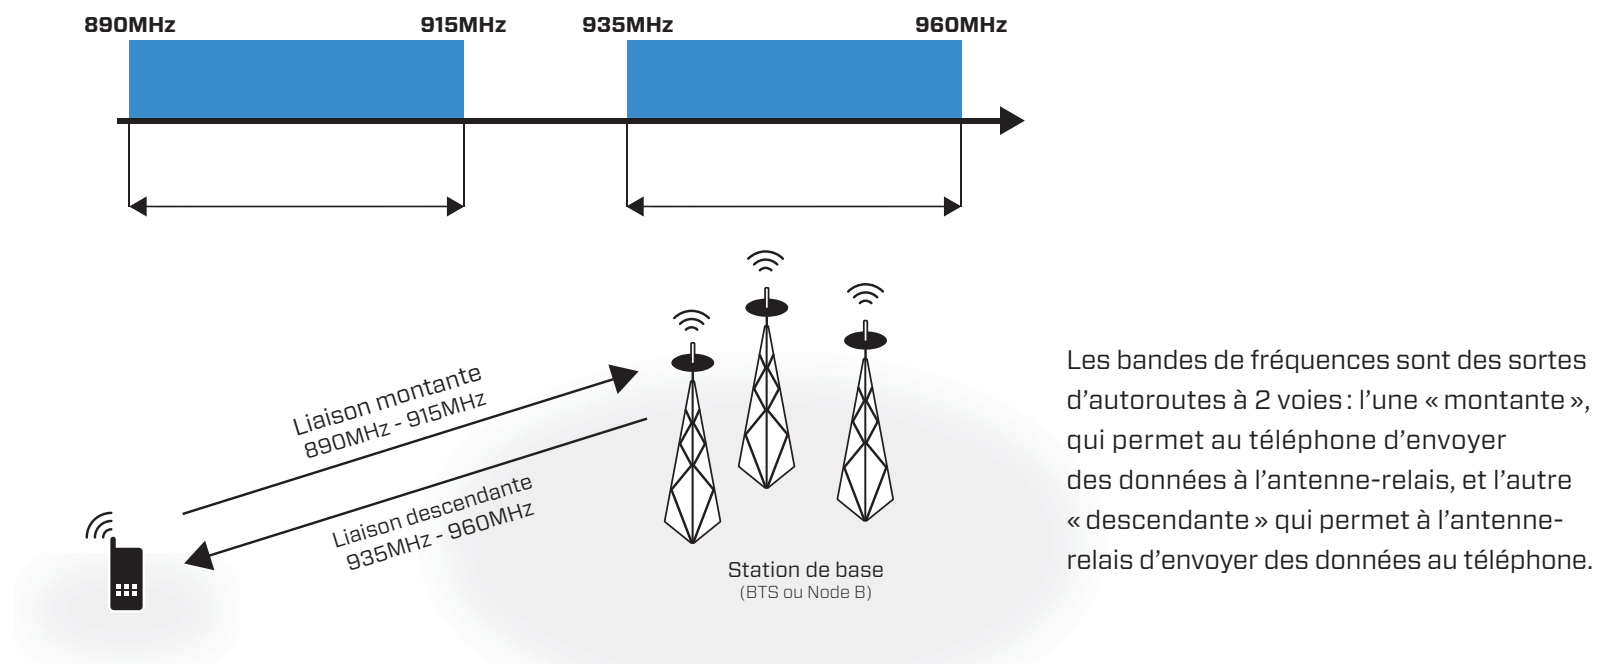 890MHz 915MHz 935MHz 960MHz
Liaison montante
890MHz - 915MHz
Liaison descendante
935MHz - 960MHz
Station de base
(BTS ou Node B)
Les bandes de fréquences sont des sortes
d'autoroutes à 2 voies : l'une « montante »,
qui permet au téléphone d'envoyer
des données à l'antenne-relais, et l'autre
« descendante » qui permet à l'antenne-
relais d'envoyer des données au téléphone.